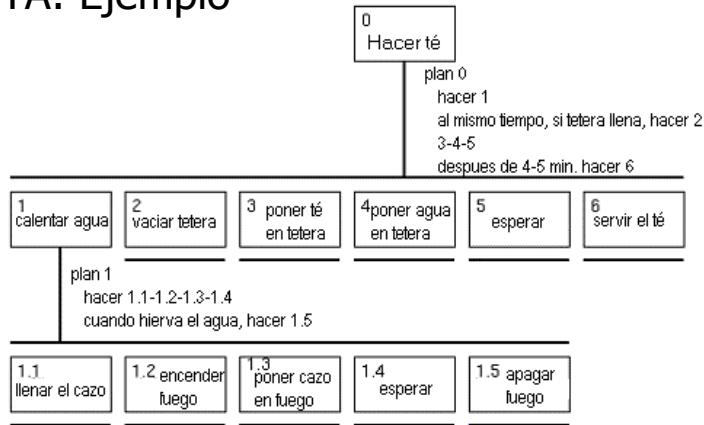 Ejemplo
0
Hacer té
plan 0
hacer 1
al mismo tiempo, si tetera llena, hacer 2
3-4-5
despues de 4-5 min. hacer 6
1
calentar agua
2
vaciar tetera
3 poner té
en tetera
4 poner agua
en tetera
5
esperar
6
servir el té
plan 1
hacer 1.1-1.2-1.3-1.4
cuando hierva el agua, hacer 1.5
1.1
llenar el cazo
1.2 encender
fuego
1.3
poner cazo
en fuego
1.4
esperar
1.5 apagar
fuego